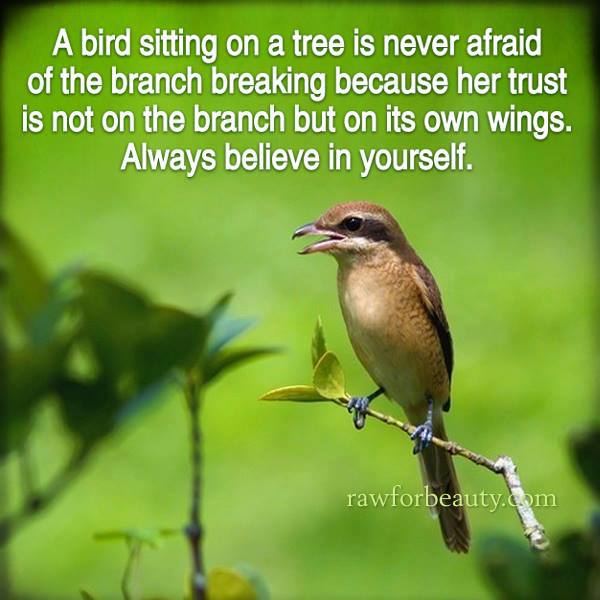 A bird sitting on a tree is never afraid
of the branch breaking because her trust
is not on the branch but on its own wings.
Always believe in yourself.
rawforbeauty.com